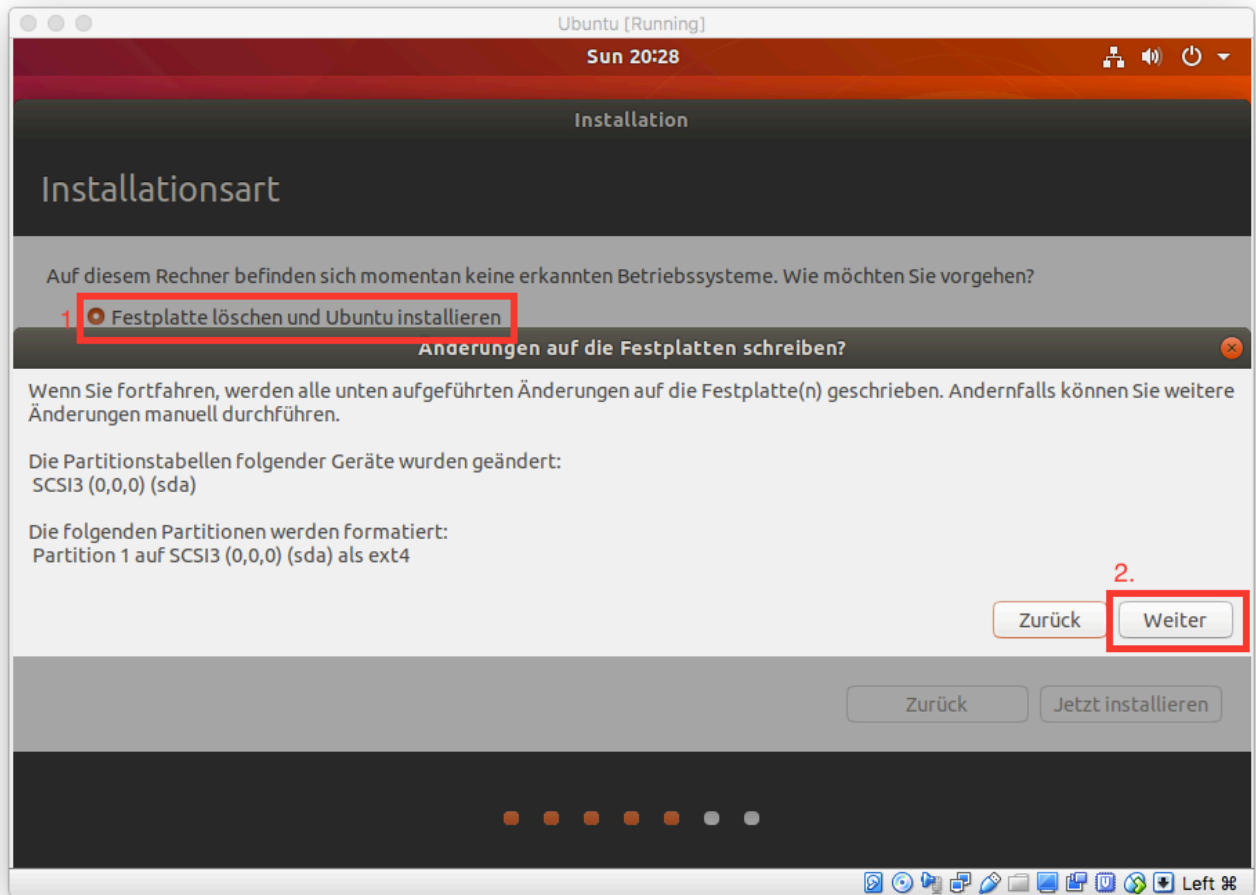 Ubuntu [Running]
Sun 20:28
Installation
Installationsart
Auf diesem Rechner befinden sich momentan keine erkannten Betriebssysteme. Wie möchten Sie vorgehen?
1 Festplatte löschen und Ubuntu installieren
Änderungen auf die Festplatten schreiben?
Wenn Sie fortfahren, werden alle unten aufgeführten Änderungen auf die Festplatte(n) geschrieben. Andernfalls können Sie weitere
Änderungen manuell durchführen.
Die Partitionstabellen folgender Geräte wurden geändert:
SCSI3 (0,0,0) (sda)
Die folgenden Partitionen werden formatiert:
Partition 1 auf SCSI3 (0,0,0) (sda) als ext4
2.
Zurück Weiter
Zurück Jetzt installieren
Left ⌘